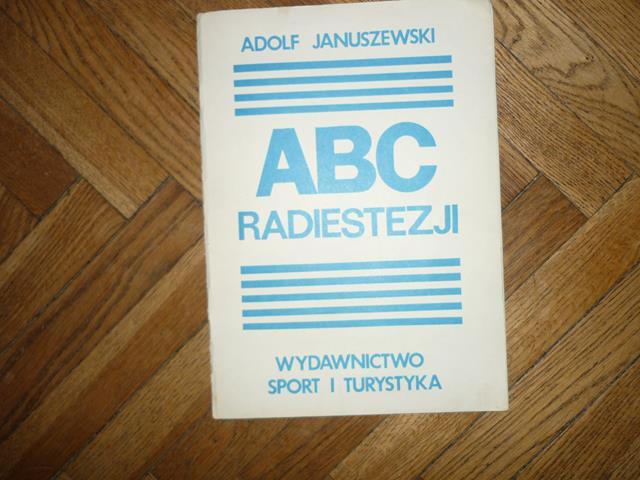 ADOLF JANUSZEWSKI
ABC
RADIESTEZJI
WYDAWNICTWO
SPORT I TURYSTYKA